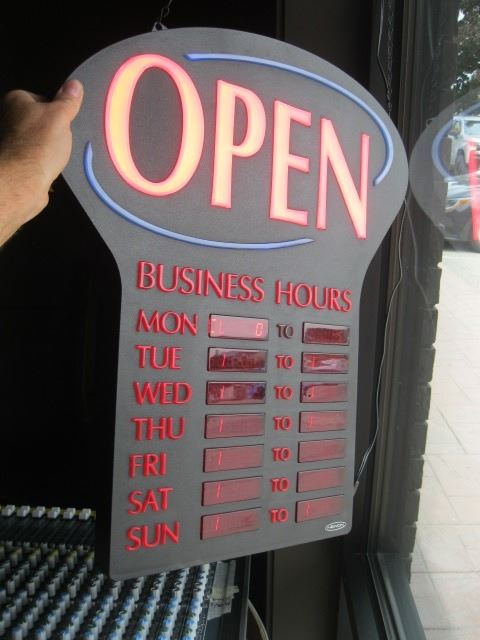 OPEN
BUSINESS HOURS
MON TO
TUE TO
WED TO
THU TO
FRI TO
SAT TO
SUN TO